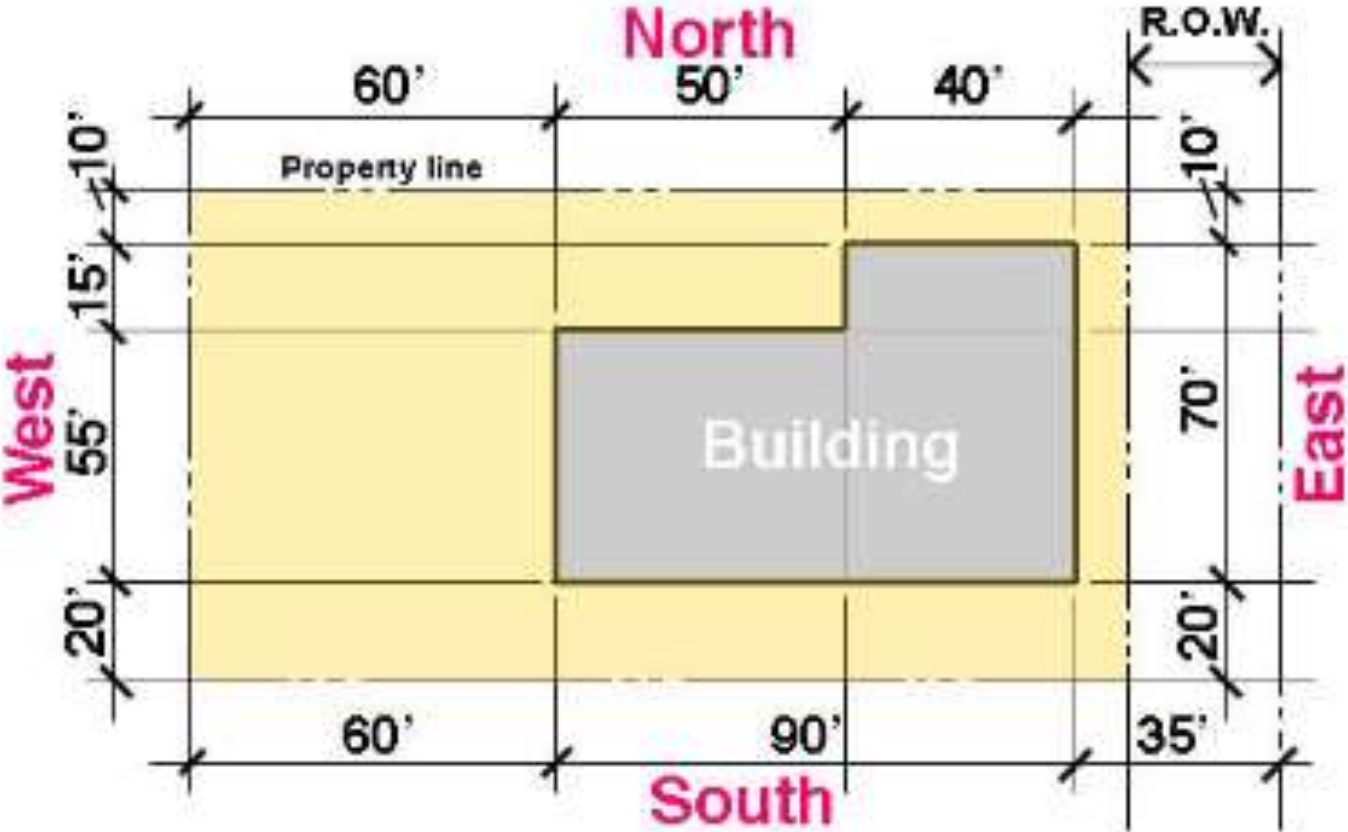 North
R.O.W.
60’
50’
40’
10’
10’
Property line
15’
West
55’
70’
East
Building
20’
20’
60’
90’
35’
South